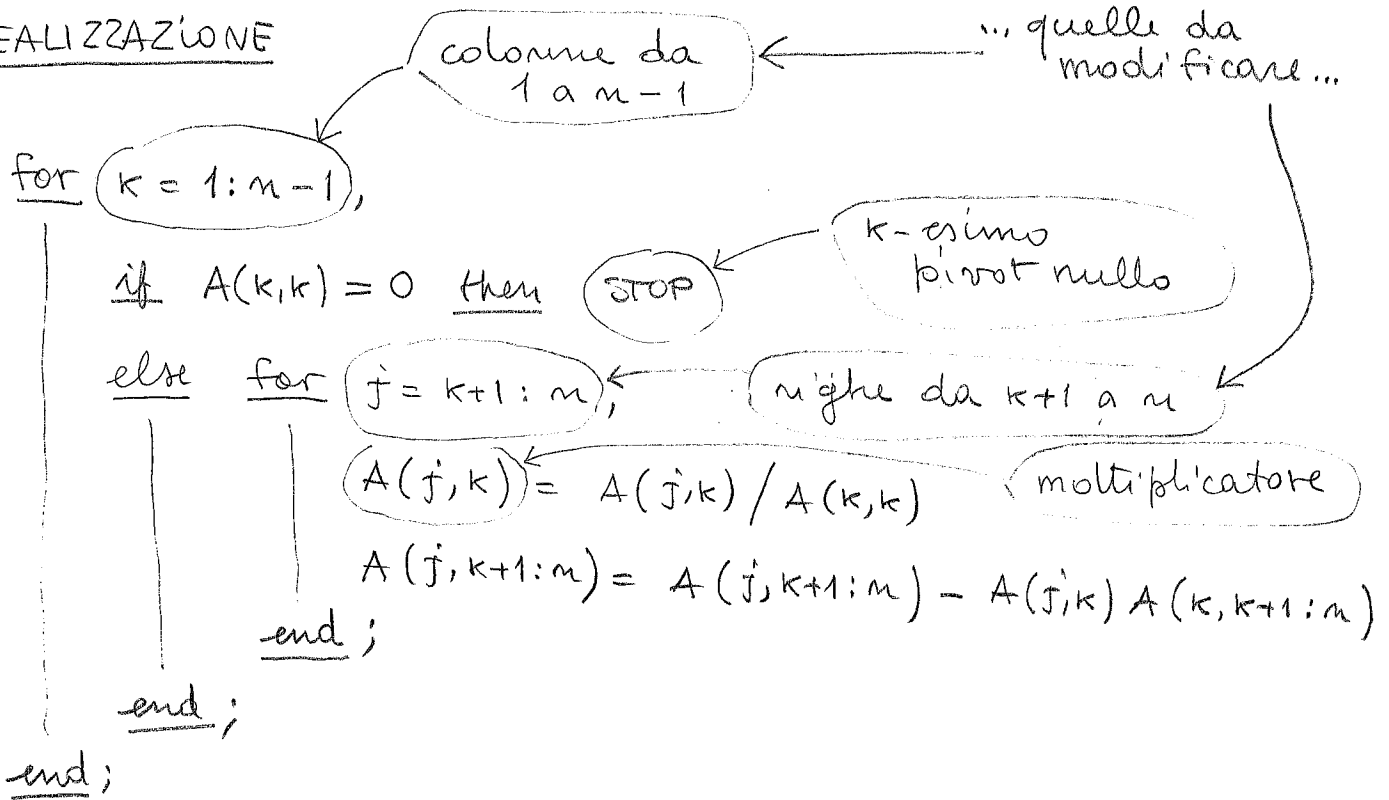 EALIZZAZIONE
colonne da
1 a n-1
... quelle da
modificare...
for k = 1:n-1,
if A(k,k) = 0 then STOP
k-esimo
pivot nullo
else for j = k+1:n,
righe da k+1 a n
A(j,k) = A(j,k) / A(k,k)
moltiplicatore
A(j,k+1:n) = A(j,k+1:n) - A(j,k) A(k,k+1:n)
end;
end;
end;